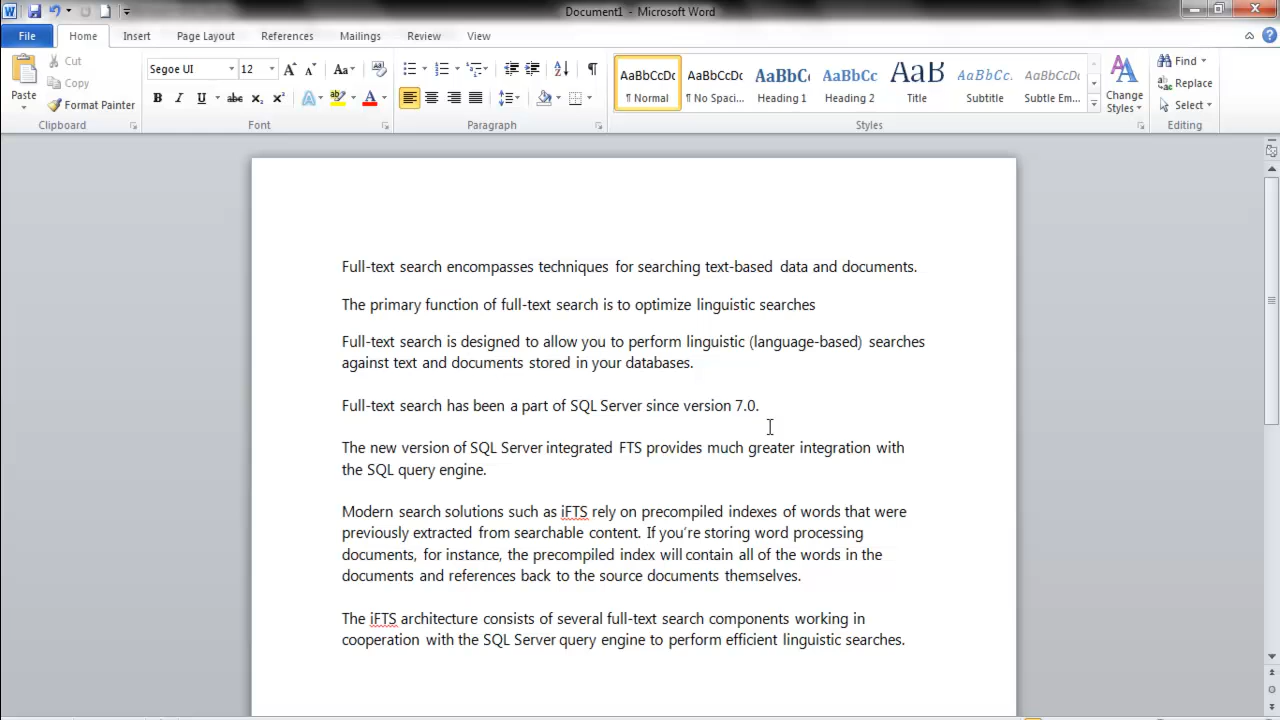 Document1 - Microsoft Word
File Home Insert Page Layout References Mailings Review View
Paste
Cut
Copy
Format Painter
Clipboard
Segoe UI 12
Font
Paragraph
AaBbCcDc AaBbCcDc AaBbC AaBbCc AaB AaBbCc. AaBbCcDc
¶ Normal ¶ No Spaci... Heading 1 Heading 2 Title Subtitle Subtle Em...
Styles
Change Styles
Find
Replace
Select
Editing
Full-text search encompasses techniques for searching text-based data and documents.
The primary function of full-text search is to optimize linguistic searches
Full-text search is designed to allow you to perform linguistic (language-based) searches
against text and documents stored in your databases.
Full-text search has been a part of SQL Server since version 7.0.
The new version of SQL Server integrated FTS provides much greater integration with
the SQL query engine.
Modern search solutions such as iFTS rely on precompiled indexes of words that were
previously extracted from searchable content. If you're storing word processing
documents, for instance, the precompiled index will contain all of the words in the
documents and references back to the source documents themselves.
The iFTS architecture consists of several full-text search components working in
cooperation with the SQL Server query engine to perform efficient linguistic searches.